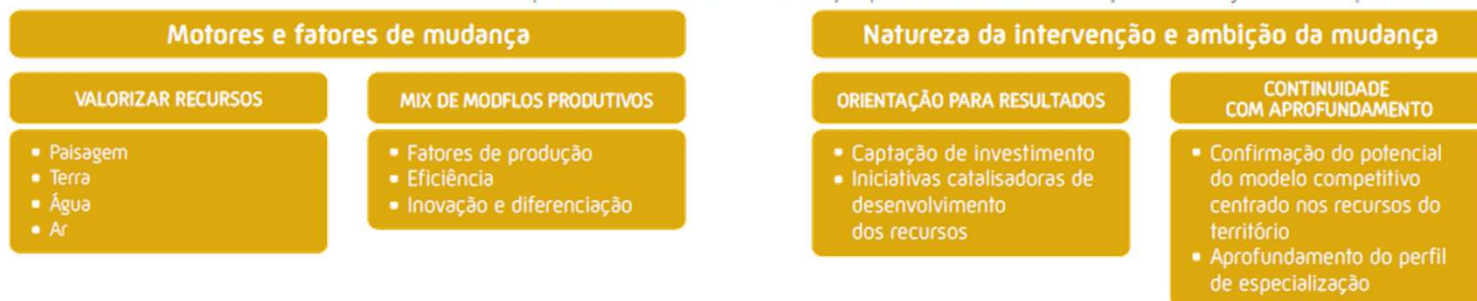 Motores e fatores de mudança
VALORIZAR RECURSOS
▪ Paisagem
▪ Terra
▪ Água
▪ Ar
MIX DE MODFLOS PRODUTIVOS
▪ Fatores de produção
▪ Eficiência
▪ Inovação e diferenciação
Natureza da intervenção e ambição da mudança
ORIENTAÇÃO PARA RESULTADOS
▪ Captação de investimento
▪ Iniciativas catalisadoras de
desenvolvimento
dos recursos
CONTINUIDADE
COM APROFUNDAMENTO
▪ Confirmação do potencial
do modelo competitivo
centrado nos recursos do
território
▪ Aprofundamento do perfil
de especialização